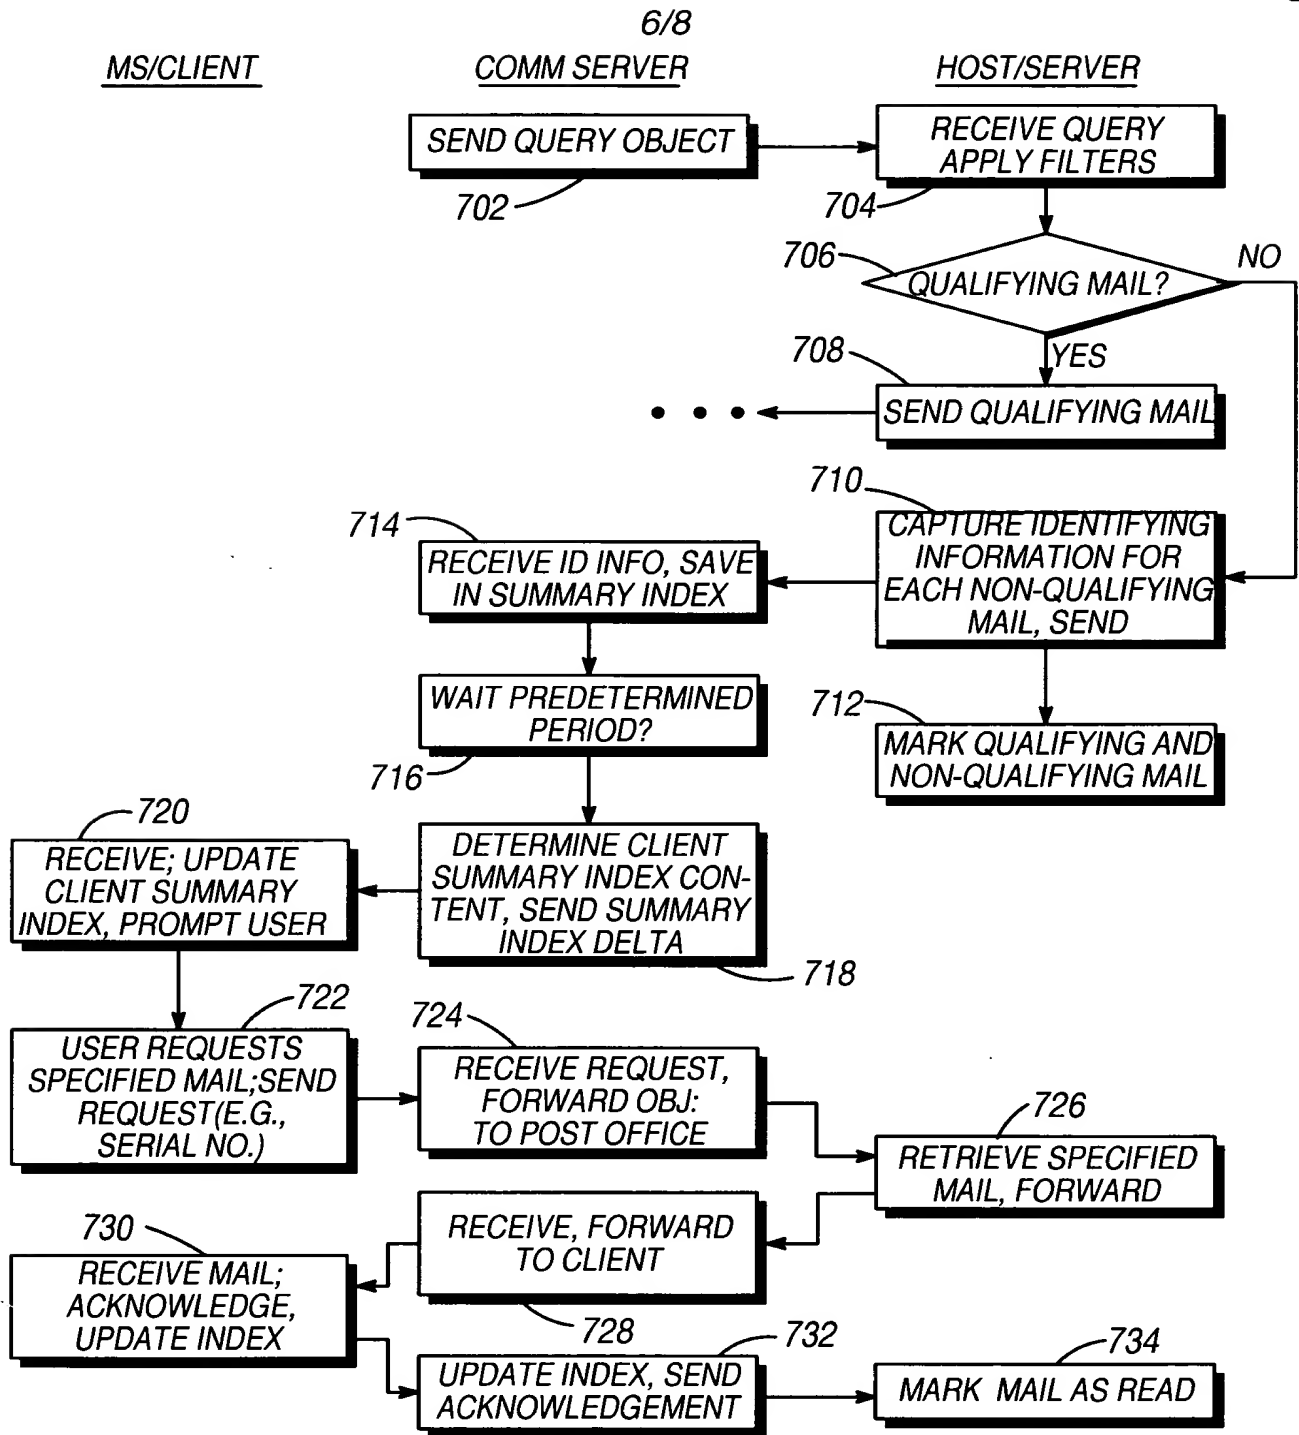 6/8
MS/CLIENT
COMM SERVER
HOST/SERVER
SEND QUERY OBJECT
702
RECEIVE QUERY
APPLY FILTERS
704
706
QUALIFYING MAIL?
NO
YES
708
SEND QUALIFYING MAIL
710
CAPTURE IDENTIFYING
INFORMATION FOR
EACH NON-QUALIFYING
MAIL, SEND
714
RECEIVE ID INFO, SAVE
IN SUMMARY INDEX
712
MARK QUALIFYING AND
NON-QUALIFYING MAIL
WAIT PREDETERMINED
PERIOD?
716
DETERMINE CLIENT
SUMMARY INDEX CON-
TENT, SEND SUMMARY
INDEX DELTA
718
720
RECEIVE; UPDATE
CLIENT SUMMARY
INDEX, PROMPT USER
722
USER REQUESTS
SPECIFIED MAIL;SEND
REQUEST(E.G.,
SERIAL NO.)
724
RECEIVE REQUEST,
FORWARD OBJ:
TO POST OFFICE
726
RETRIEVE SPECIFIED
MAIL, FORWARD
RECEIVE, FORWARD
TO CLIENT
728
730
RECEIVE MAIL;
ACKNOWLEDGE,
UPDATE INDEX
732
UPDATE INDEX, SEND
ACKNOWLEDGEMENT
734
MARK MAIL AS READ